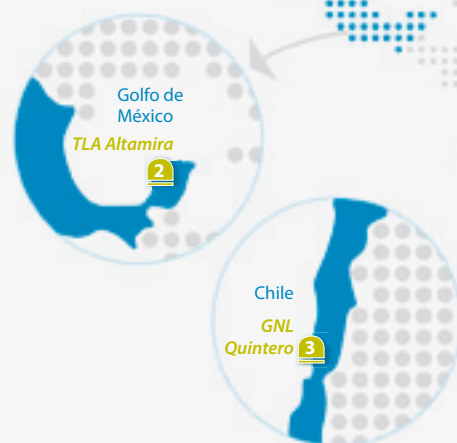 Golfo de
México
TLA Altamira
2
Chile
GNL
Quintero
3